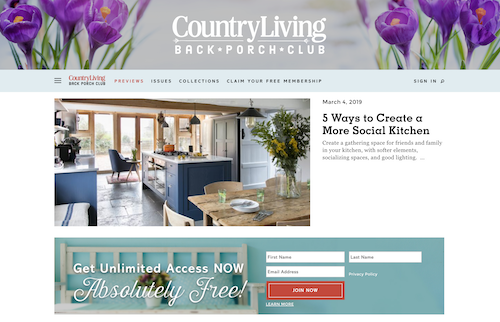 CountryLiving
BACK•PORCH•CLUB
CountryLiving
BACK PORCH CLUB
PREVIEWS ISSUES COLLECTIONS CLAIM YOUR FREE MEMBERSHIP SIGN IN
March 4, 2019
5 Ways to Create a
More Social Kitchen
Create a gathering space for friends and family
in your kitchen, with softer elements,
socializing spaces, and good lighting. ...
Get Unlimited Access NOW
Absolutely Free!
First Name Last Name
Email Address Privacy Policy
JOIN NOW
LEARN MORE